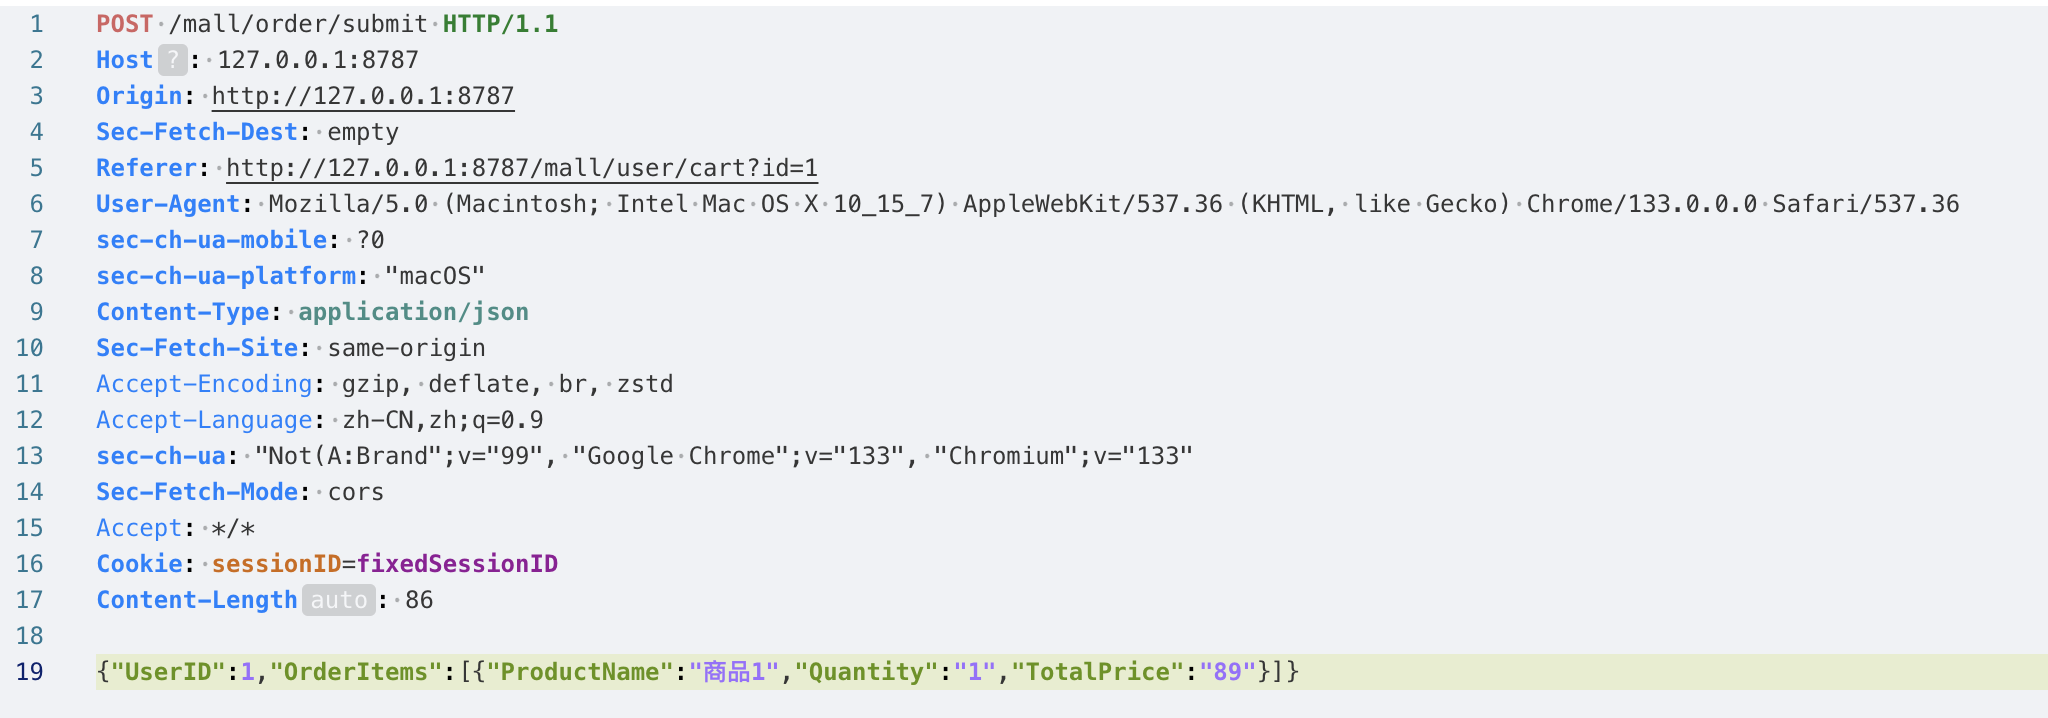 1 POST /mall/order/submit HTTP/1.1
2 Host ? : 127.0.0.1:8787
3 Origin: http://127.0.0.1:8787
4 Sec-Fetch-Dest: empty
5 Referer: http://127.0.0.1:8787/mall/user/cart?id=1
6 User-Agent: Mozilla/5.0 (Macintosh; Intel Mac OS X 10_15_7) AppleWebKit/537.36 (KHTML, like Gecko) Chrome/133.0.0.0 Safari/537.36
7 sec-ch-ua-mobile: ?0
8 sec-ch-ua-platform: "macOS"
9 Content-Type: application/json
10 Sec-Fetch-Site: same-origin
11 Accept-Encoding: gzip, deflate, br, zstd
12 Accept-Language: zh-CN,zh;q=0.9
13 sec-ch-ua: "Not(A:Brand";v="99", "Google Chrome";v="133", "Chromium";v="133"
14 Sec-Fetch-Mode: cors
15 Accept: */*
16 Cookie: sessionID=fixedSessionID
17 Content-Length auto : 86
18
19 {"UserID":1,"OrderItems":[{"ProductName":"商品1","Quantity":"1","TotalPrice":"89"}]}